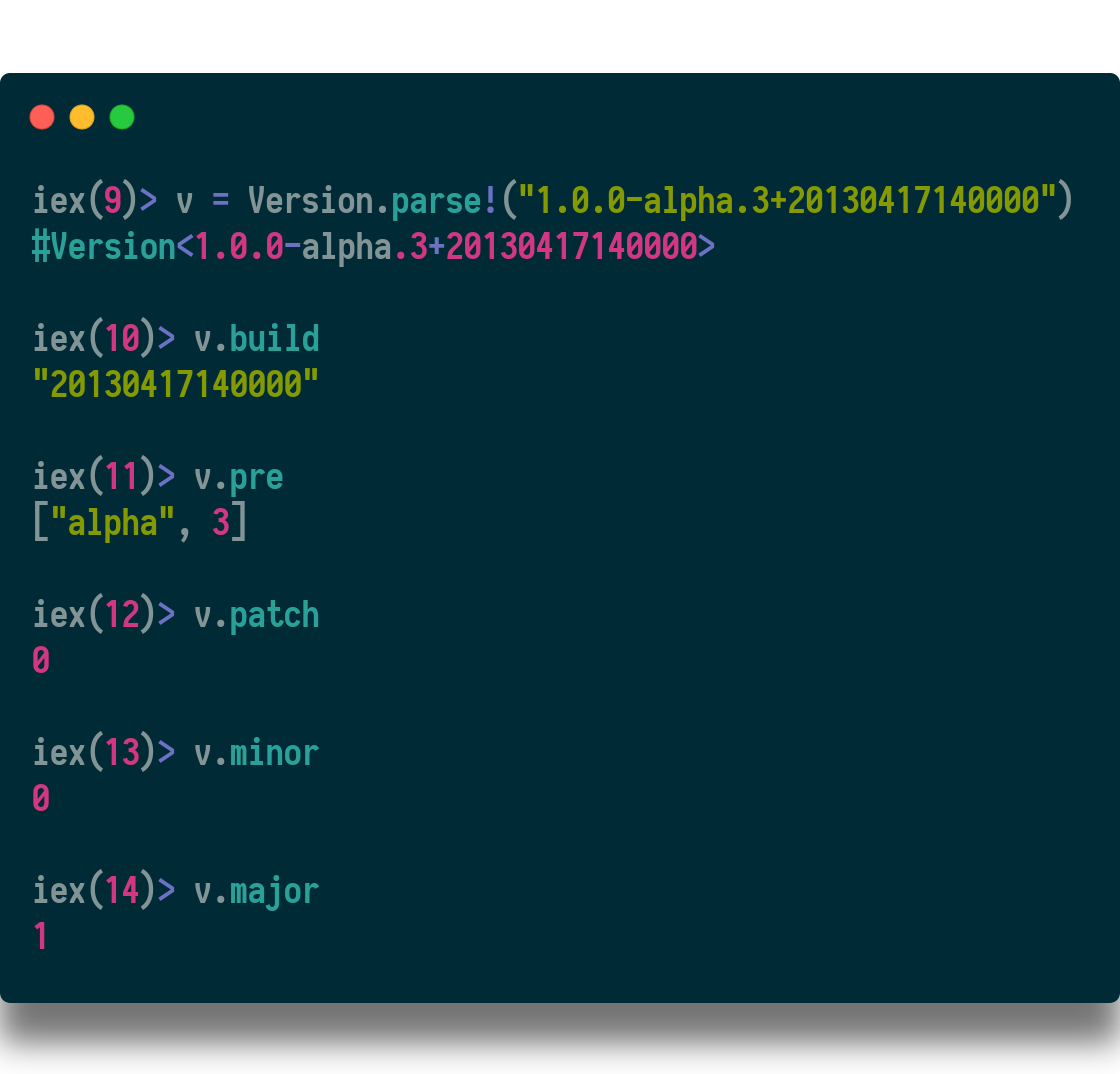 iex(9)> v = Version.parse!("1.0.0-alpha.3+20130417140000")
#Version<1.0.0-alpha.3+20130417140000>
iex(10)> v.build
"20130417140000"
iex(11)> v.pre
["alpha", 3]
iex(12)> v.patch
0
iex(13)> v.minor
0
iex(14)> v.major
1